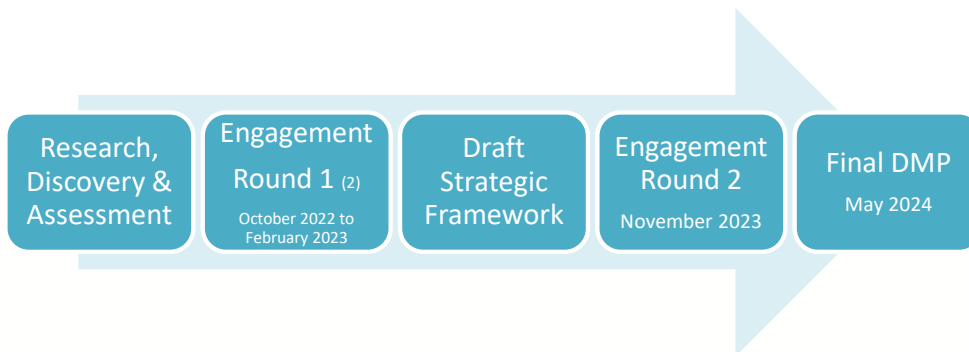 Research,
Discovery &
Assessment
Engagement
Round 1 (2)
October 2022 to
February 2023
Draft
Strategic
Framework
Engagement
Round 2
November 2023
Final DMP
May 2024